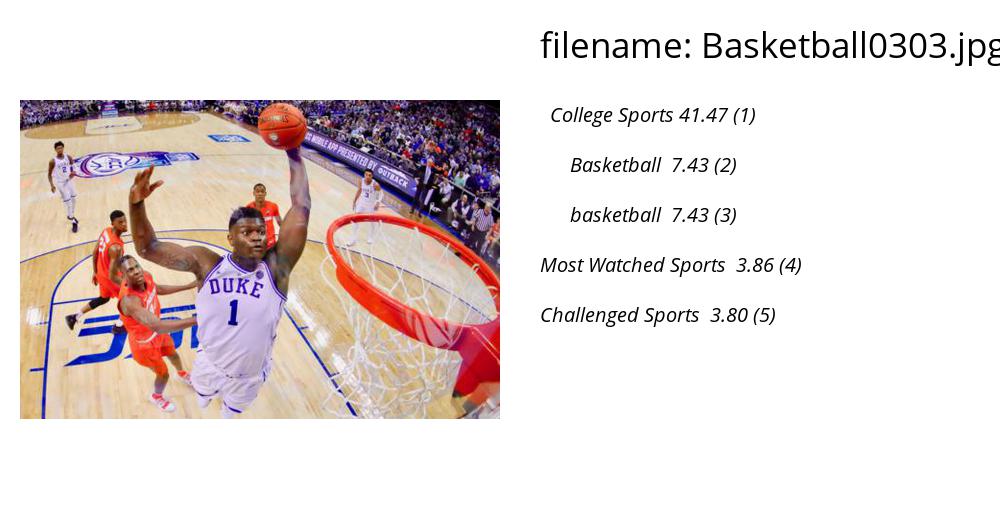 filename: Basketball0303.jpg
College Sports 41.47 (1)
Basketball 7.43 (2)
basketball 7.43 (3)
Most Watched Sports 3.86 (4)
Challenged Sports 3.80 (5)
MOBILE APP PRESENTED BY OUTBACK
ACC
DUKE
1